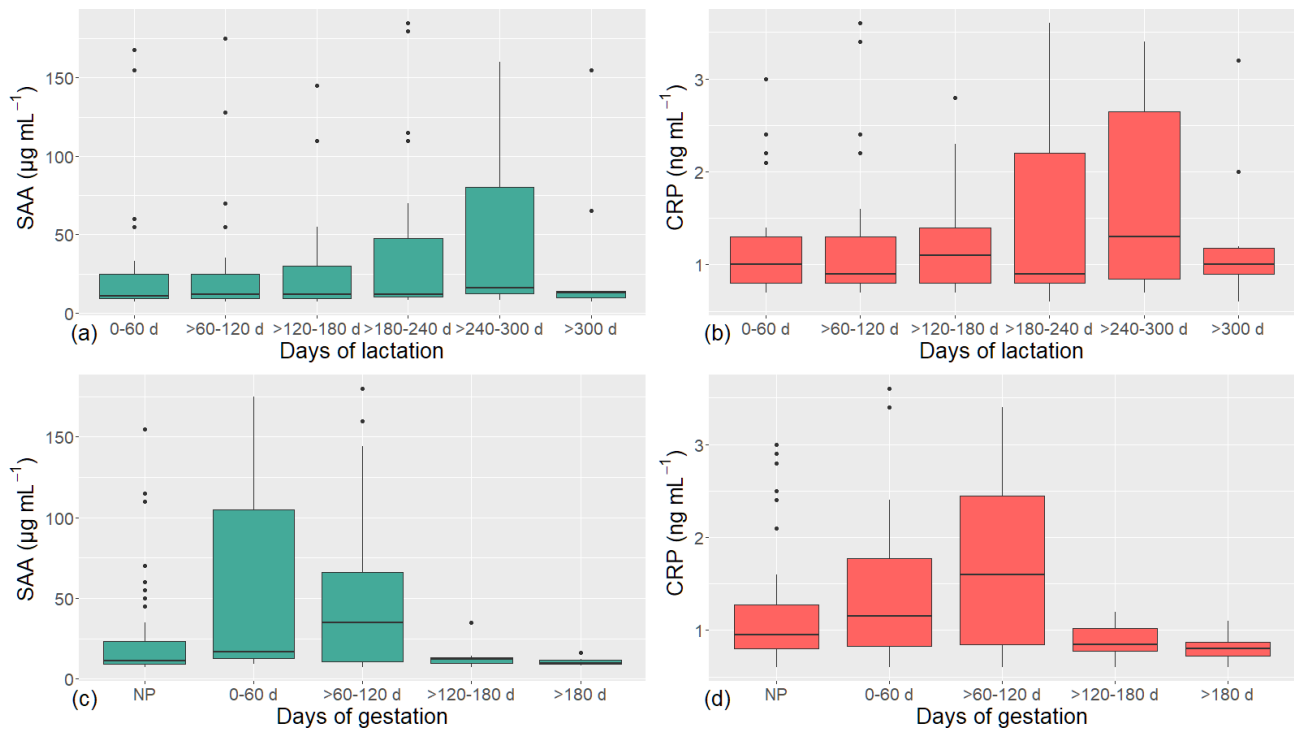 SAA (µg mL⁻¹)
150
100
50
0
0-60 d >60-120 d >120-180 d >180-240 d >240-300 d >300 d
(a)
Days of lactation
CRP (ng mL⁻¹)
3
2
1
0-60 d >60-120 d >120-180 d >180-240 d >240-300 d >300 d
(b)
Days of lactation
SAA (µg mL⁻¹)
150
100
50
0
NP 0-60 d >60-120 d >120-180 d >180 d
(c)
Days of gestation
CRP (ng mL⁻¹)
3
2
1
NP 0-60 d >60-120 d >120-180 d >180 d
(d)
Days of gestation